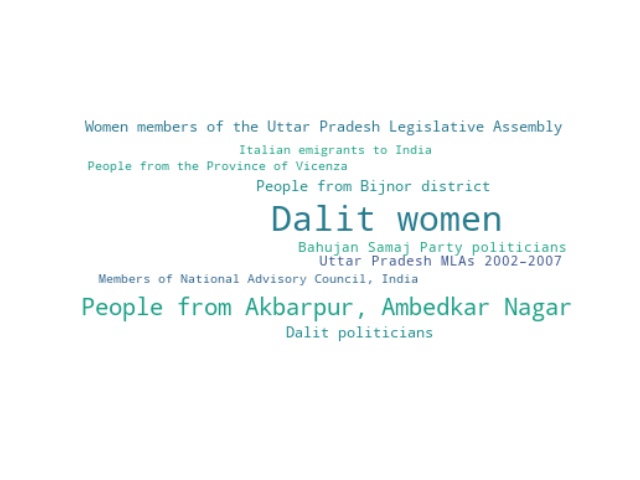 Women members of the Uttar Pradesh Legislative Assembly
Italian emigrants to India
People from the Province of Vicenza
People from Bijnor district
Dalit women
Bahujan Samaj Party politicians
Uttar Pradesh MLAs 2002–2007
Members of National Advisory Council, India
People from Akbarpur, Ambedkar Nagar
Dalit politicians